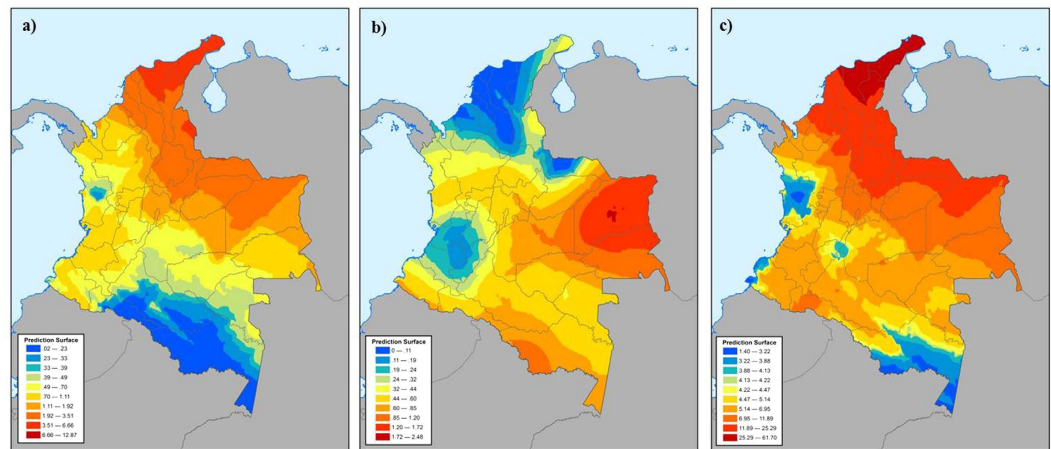 a)
Prediction Surface
.02 — .23
.23 — .33
.33 — .39
.39 — .49
.49 — .70
.70 — 1.11
1.11 — 1.92
1.92 — 3.51
3.51 — 6.66
6.66 — 12.87
b)
Prediction Surface
0 — .11
.11 — .19
.19 — .24
.24 — .32
.32 — .44
.44 — .60
.60 — .85
.85 — 1.20
1.20 — 1.72
1.72 — 2.48
c)
Prediction Surface
1.40 — 3.22
3.22 — 3.88
3.88 — 4.13
4.13 — 4.22
4.22 — 4.47
4.47 — 5.14
5.14 — 6.95
6.95 — 11.89
11.89 — 25.29
25.29 — 61.70